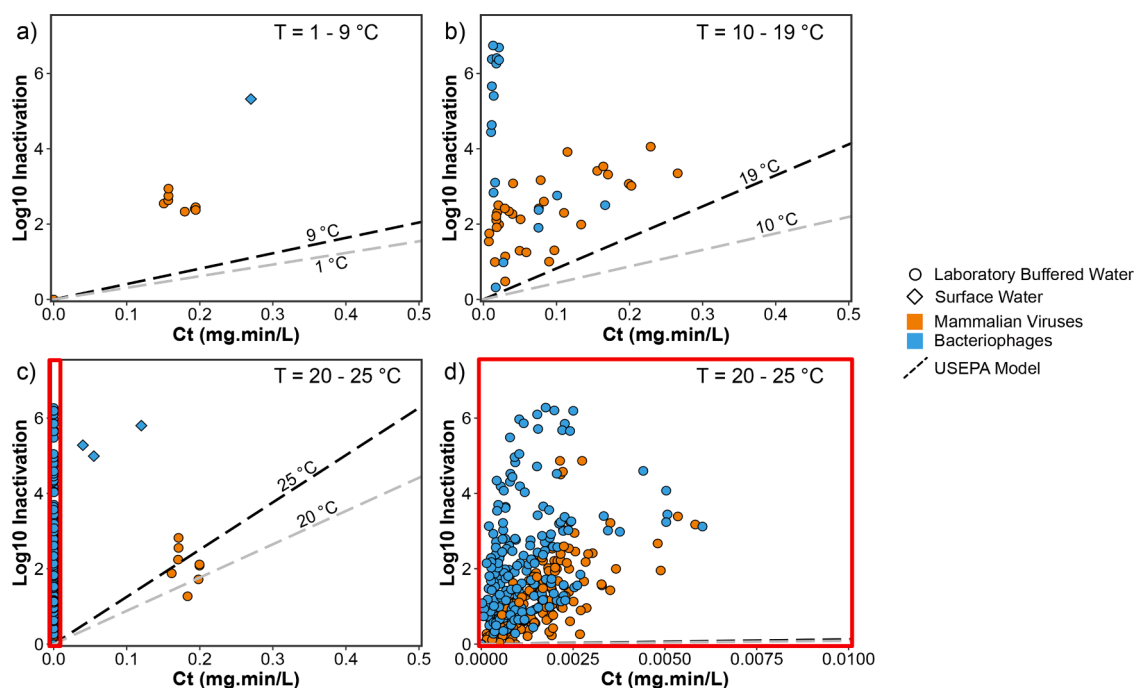 a)
T = 1 - 9 °C
Log10 Inactivation
6
4
2
0
9 °C
1 °C
0.0
0.1
0.2
0.3
0.4
0.5
Ct (mg.min/L)
b)
T = 10 - 19 °C
Log10 Inactivation
6
4
2
0
19 °C
10 °C
0.0
0.1
0.2
0.3
0.4
0.5
Ct (mg.min/L)
c)
T = 20 - 25 °C
Log10 Inactivation
6
4
2
0
25 °C
20 °C
0.0
0.1
0.2
0.3
0.4
0.5
Ct (mg.min/L)
d)
T = 20 - 25 °C
Log10 Inactivation
6
4
2
0
0.0000
0.0025
0.0050
0.0075
0.0100
Ct (mg.min/L)
Laboratory Buffered Water
Surface Water
Mammalian Viruses
Bacteriophages
USEPA Model